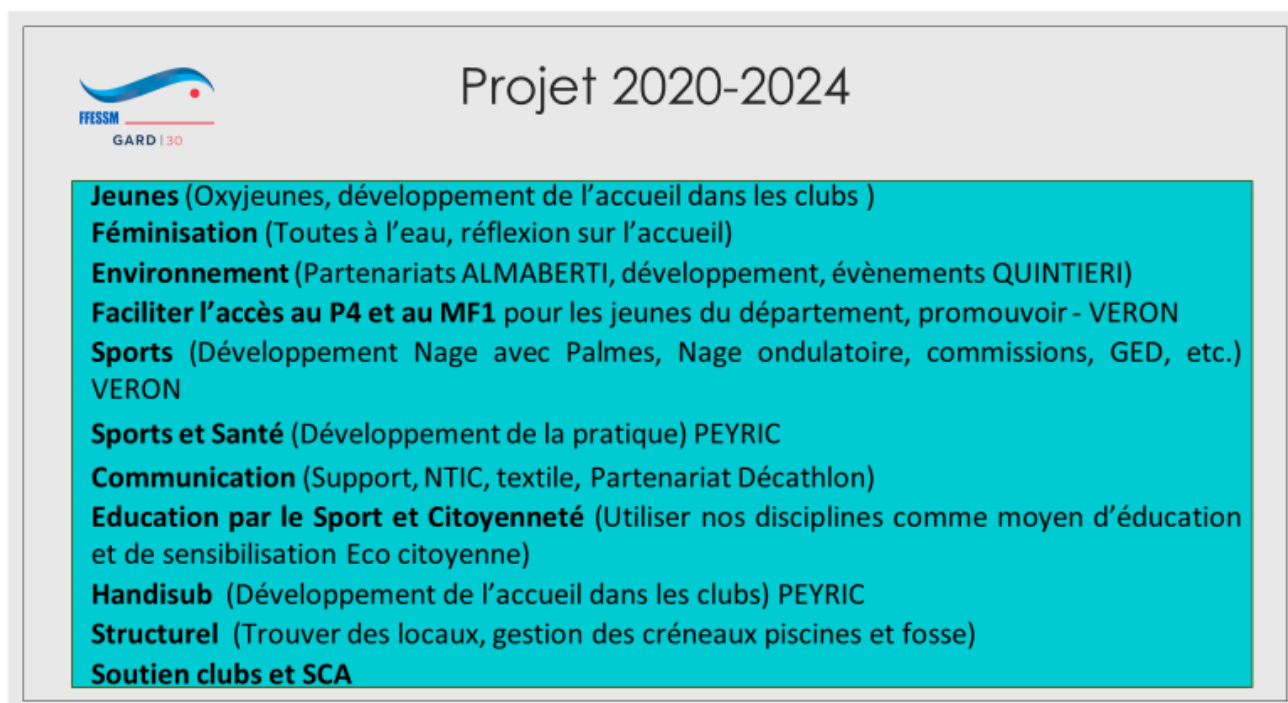 Projet 2020-2024
FFESSM
GARD | 30
Jeunes (Oxyjeunes, développement de l'accueil dans les clubs )
Féminisation (Toutes à l'eau, réflexion sur l'accueil)
Environnement (Partenariats ALMABERTI, développement, évènements QUINTIERI)
Faciliter l'accès au P4 et au MF1 pour les jeunes du département, promouvoir - VERON
Sports (Développement Nage avec Palmes, Nage ondulatoire, commissions, GED, etc.)
VERON
Sports et Santé (Développement de la pratique) PEYRIC
Communication (Support, NTIC, textile, Partenariat Décathlon)
Education par le Sport et Citoyenneté (Utiliser nos disciplines comme moyen d'éducation
et de sensibilisation Eco citoyenne)
Handisub (Développement de l'accueil dans les clubs) PEYRIC
Structurel (Trouver des locaux, gestion des créneaux piscines et fosse)
Soutien clubs et SCA